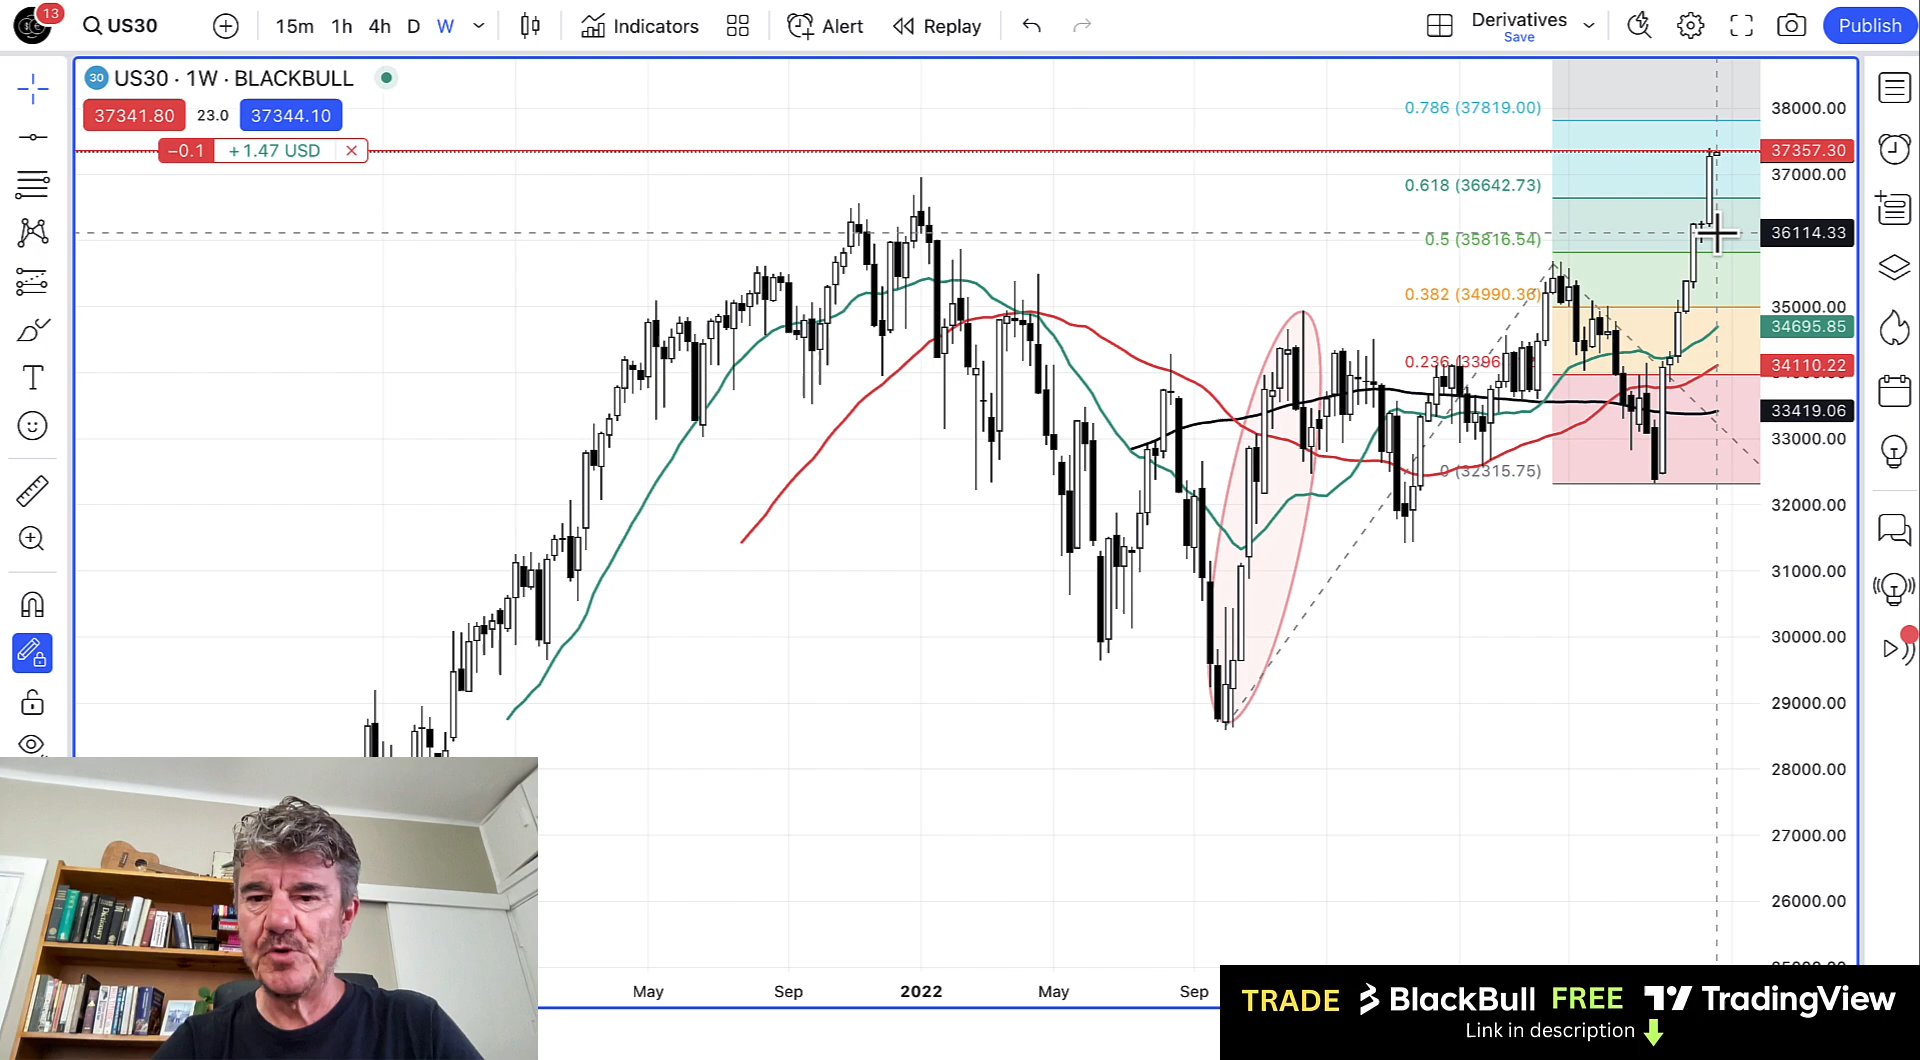 13
US30
15m 1h 4h D W
Indicators
Alert
Replay
Derivatives
Save
Publish
30 US30 · 1W · BLACKBULL
37341.80 23.0 37344.10
−0.1 +1.47 USD ×
0.786 (37819.00)
0.618 (36642.73)
0.5 (35816.54)
0.382 (34990.36)
0.236 (3396
0 (32315.75)
38000.00
37357.30
37000.00
36114.33
35000.00
34695.85
34110.22
33419.06
33000.00
32000.00
31000.00
30000.00
29000.00
28000.00
27000.00
26000.00
May Sep 2022 May Sep
Dictionary
TRADE BlackBull FREE TradingView
Link in description